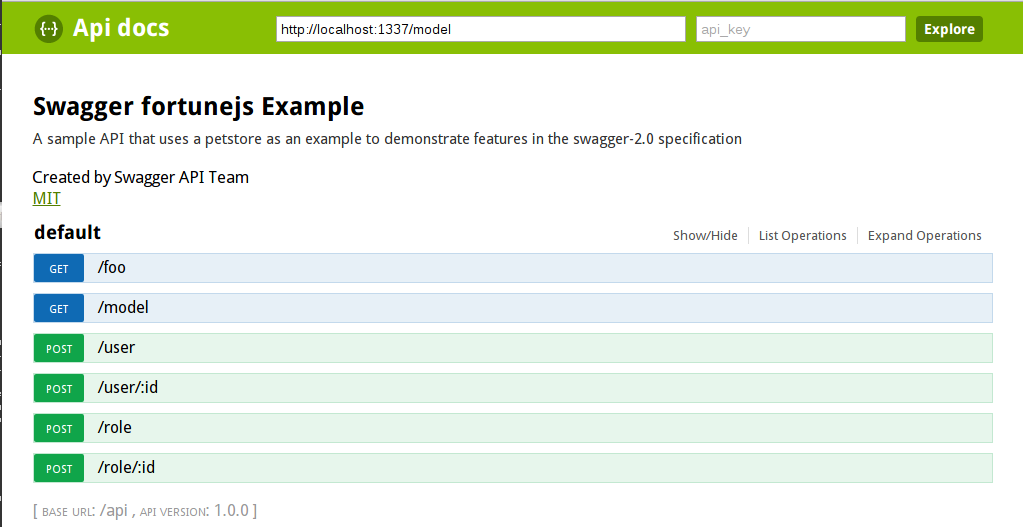 {··} Api docs http://localhost:1337/model api_key Explore
Swagger fortunejs Example
A sample API that uses a petstore as an example to demonstrate features in the swagger-2.0 specification
Created by Swagger API Team
MIT
default Show/Hide List Operations Expand Operations
GET /foo
GET /model
POST /user
POST /user/:id
POST /role
POST /role/:id
[ BASE URL: /api , API VERSION: 1.0.0 ]